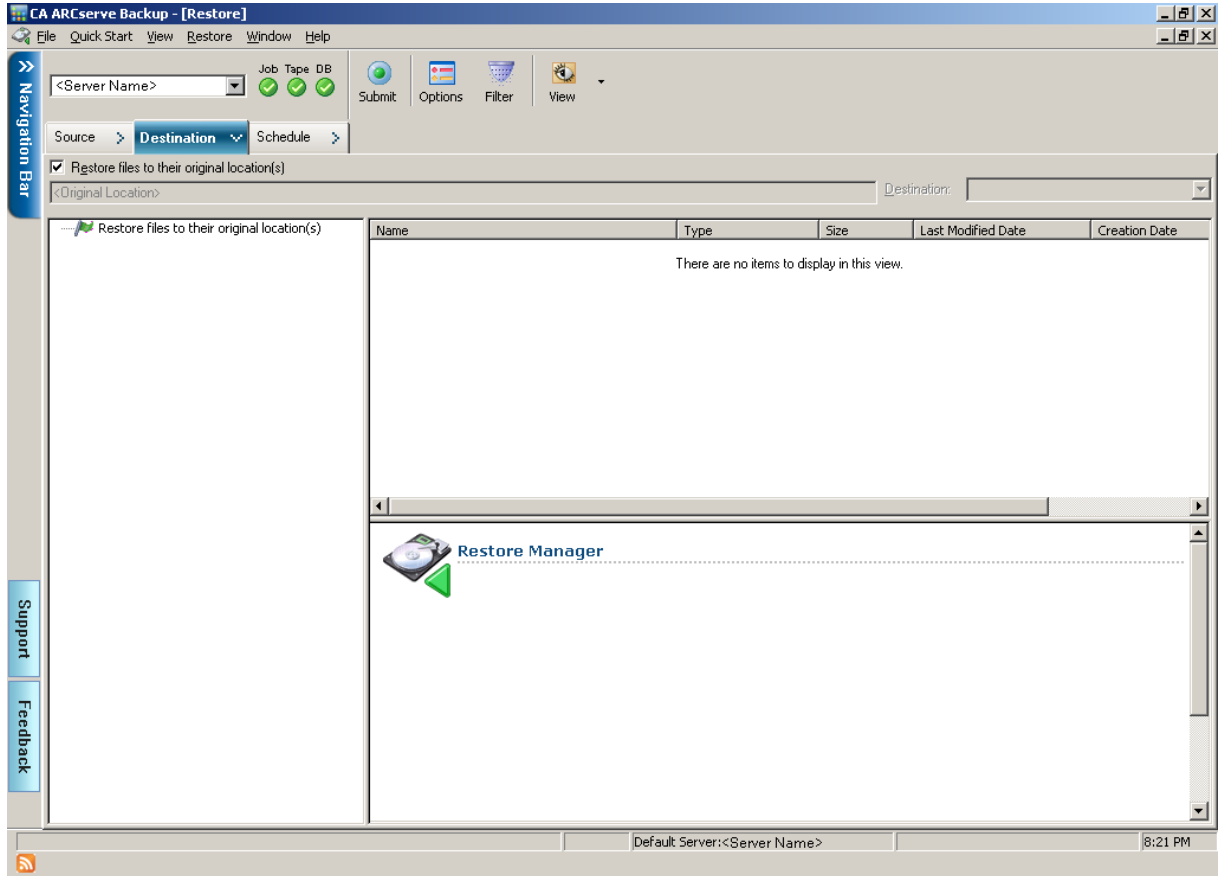 CA ARCserve Backup - [Restore]
File Quick Start View Restore Window Help
Navigation Bar
<Server Name>
Job Tape DB
Submit Options Filter View
Source Destination Schedule
Restore files to their original location(s)
<Original Location>
Destination:
Restore files to their original location(s)
Name Type Size Last Modified Date Creation Date
There are no items to display in this view.
Restore Manager
Support
Feedback
Default Server:<Server Name>
8:21 PM